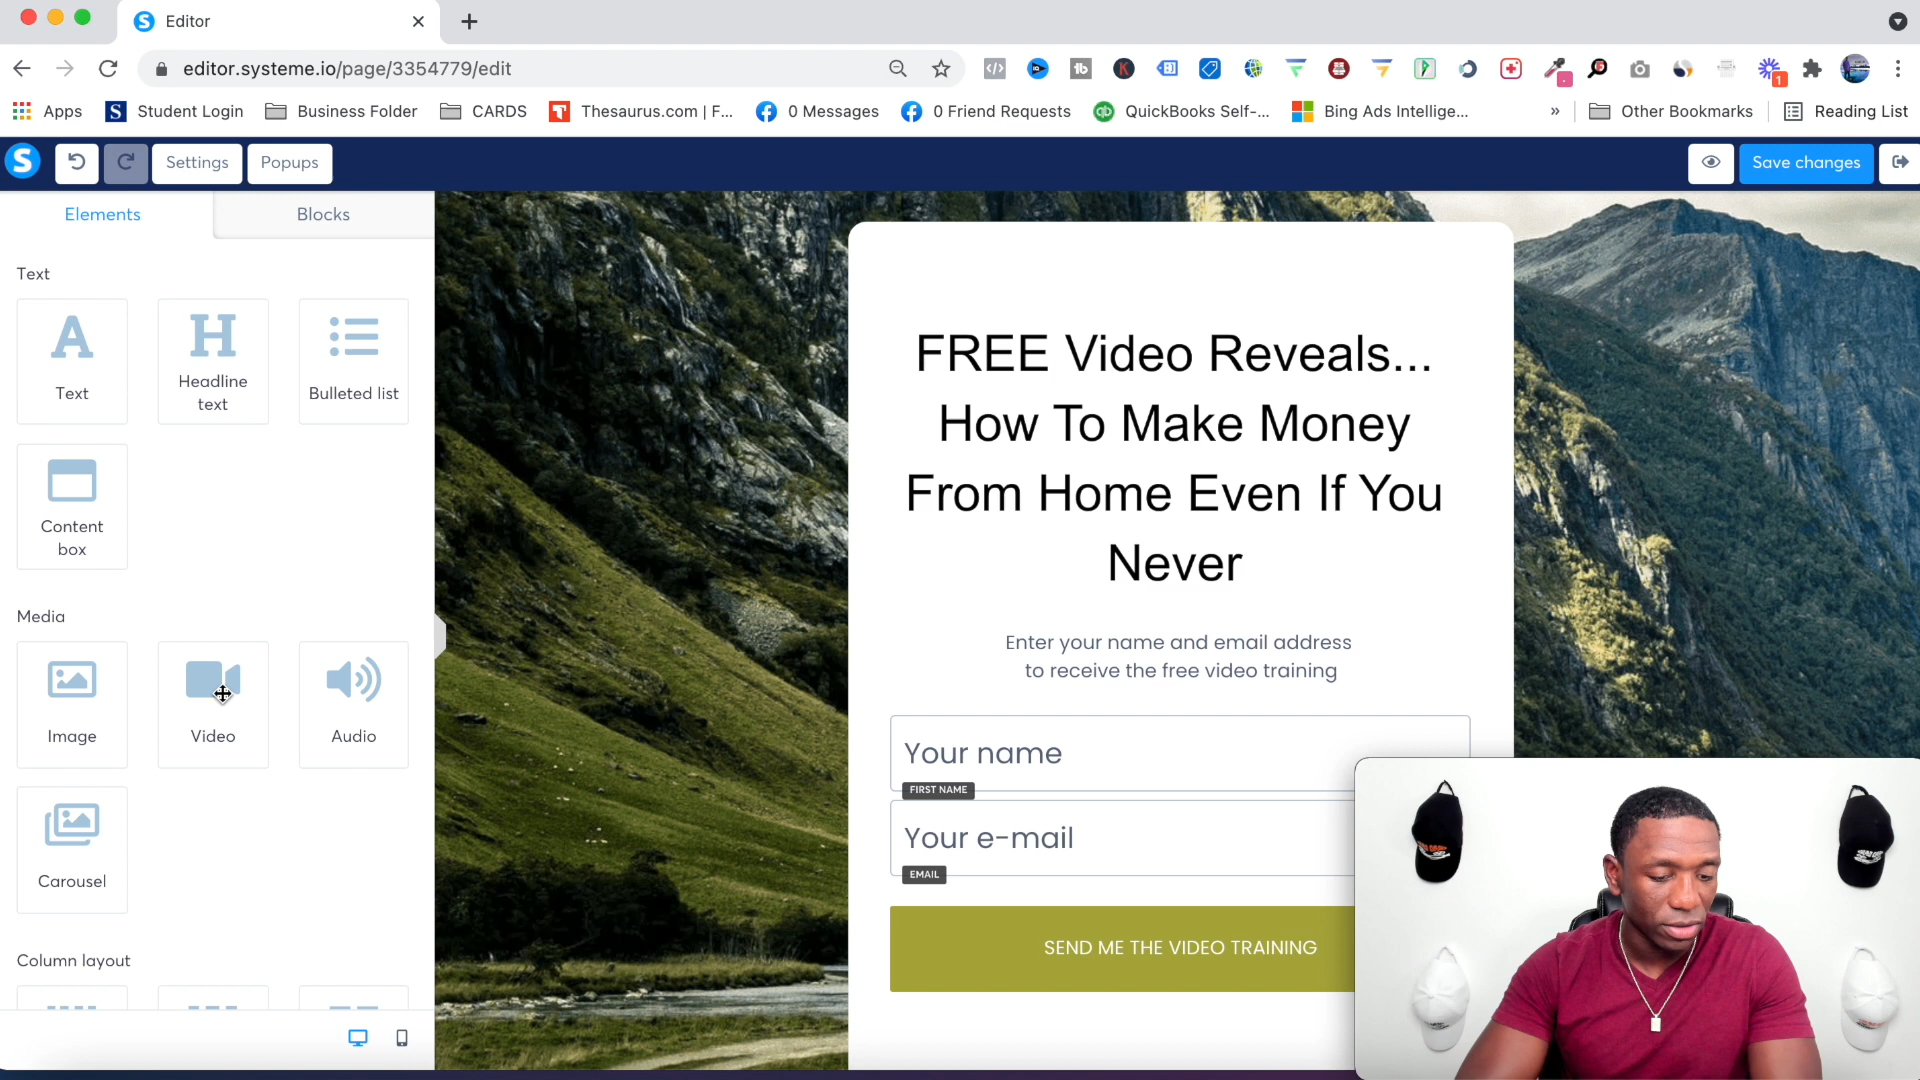 Editor
editor.systeme.io/page/3354779/edit
Apps
Student Login
Business Folder
CARDS
Thesaurus.com | F...
0 Messages
0 Friend Requests
QuickBooks Self-...
Bing Ads Intellige...
»
Other Bookmarks
Reading List
Settings
Popups
Save changes
Elements
Blocks
Text
Text
Headline
text
Bulleted list
Content
box
Media
Image
Video
Audio
Carousel
Column layout
FREE Video Reveals...
How To Make Money
From Home Even If You
Never
Enter your name and email address
to receive the free video training
Your name
FIRST NAME
Your e-mail
EMAIL
SEND ME THE VIDEO TRAINING